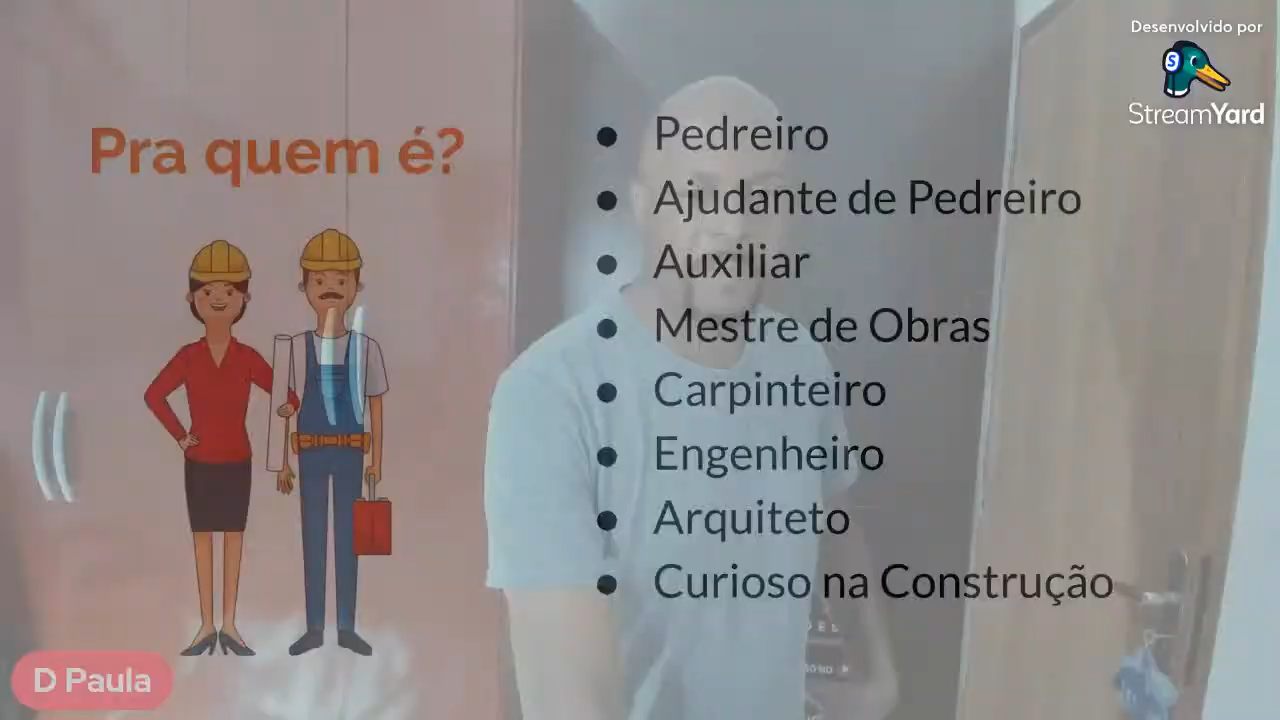 Desenvolvido por
StreamYard
Pra quem é?
Pedreiro
Ajudante de Pedreiro
Auxiliar
Mestre de Obras
Carpinteiro
Engenheiro
Arquiteto
Curioso na Construção
D Paula